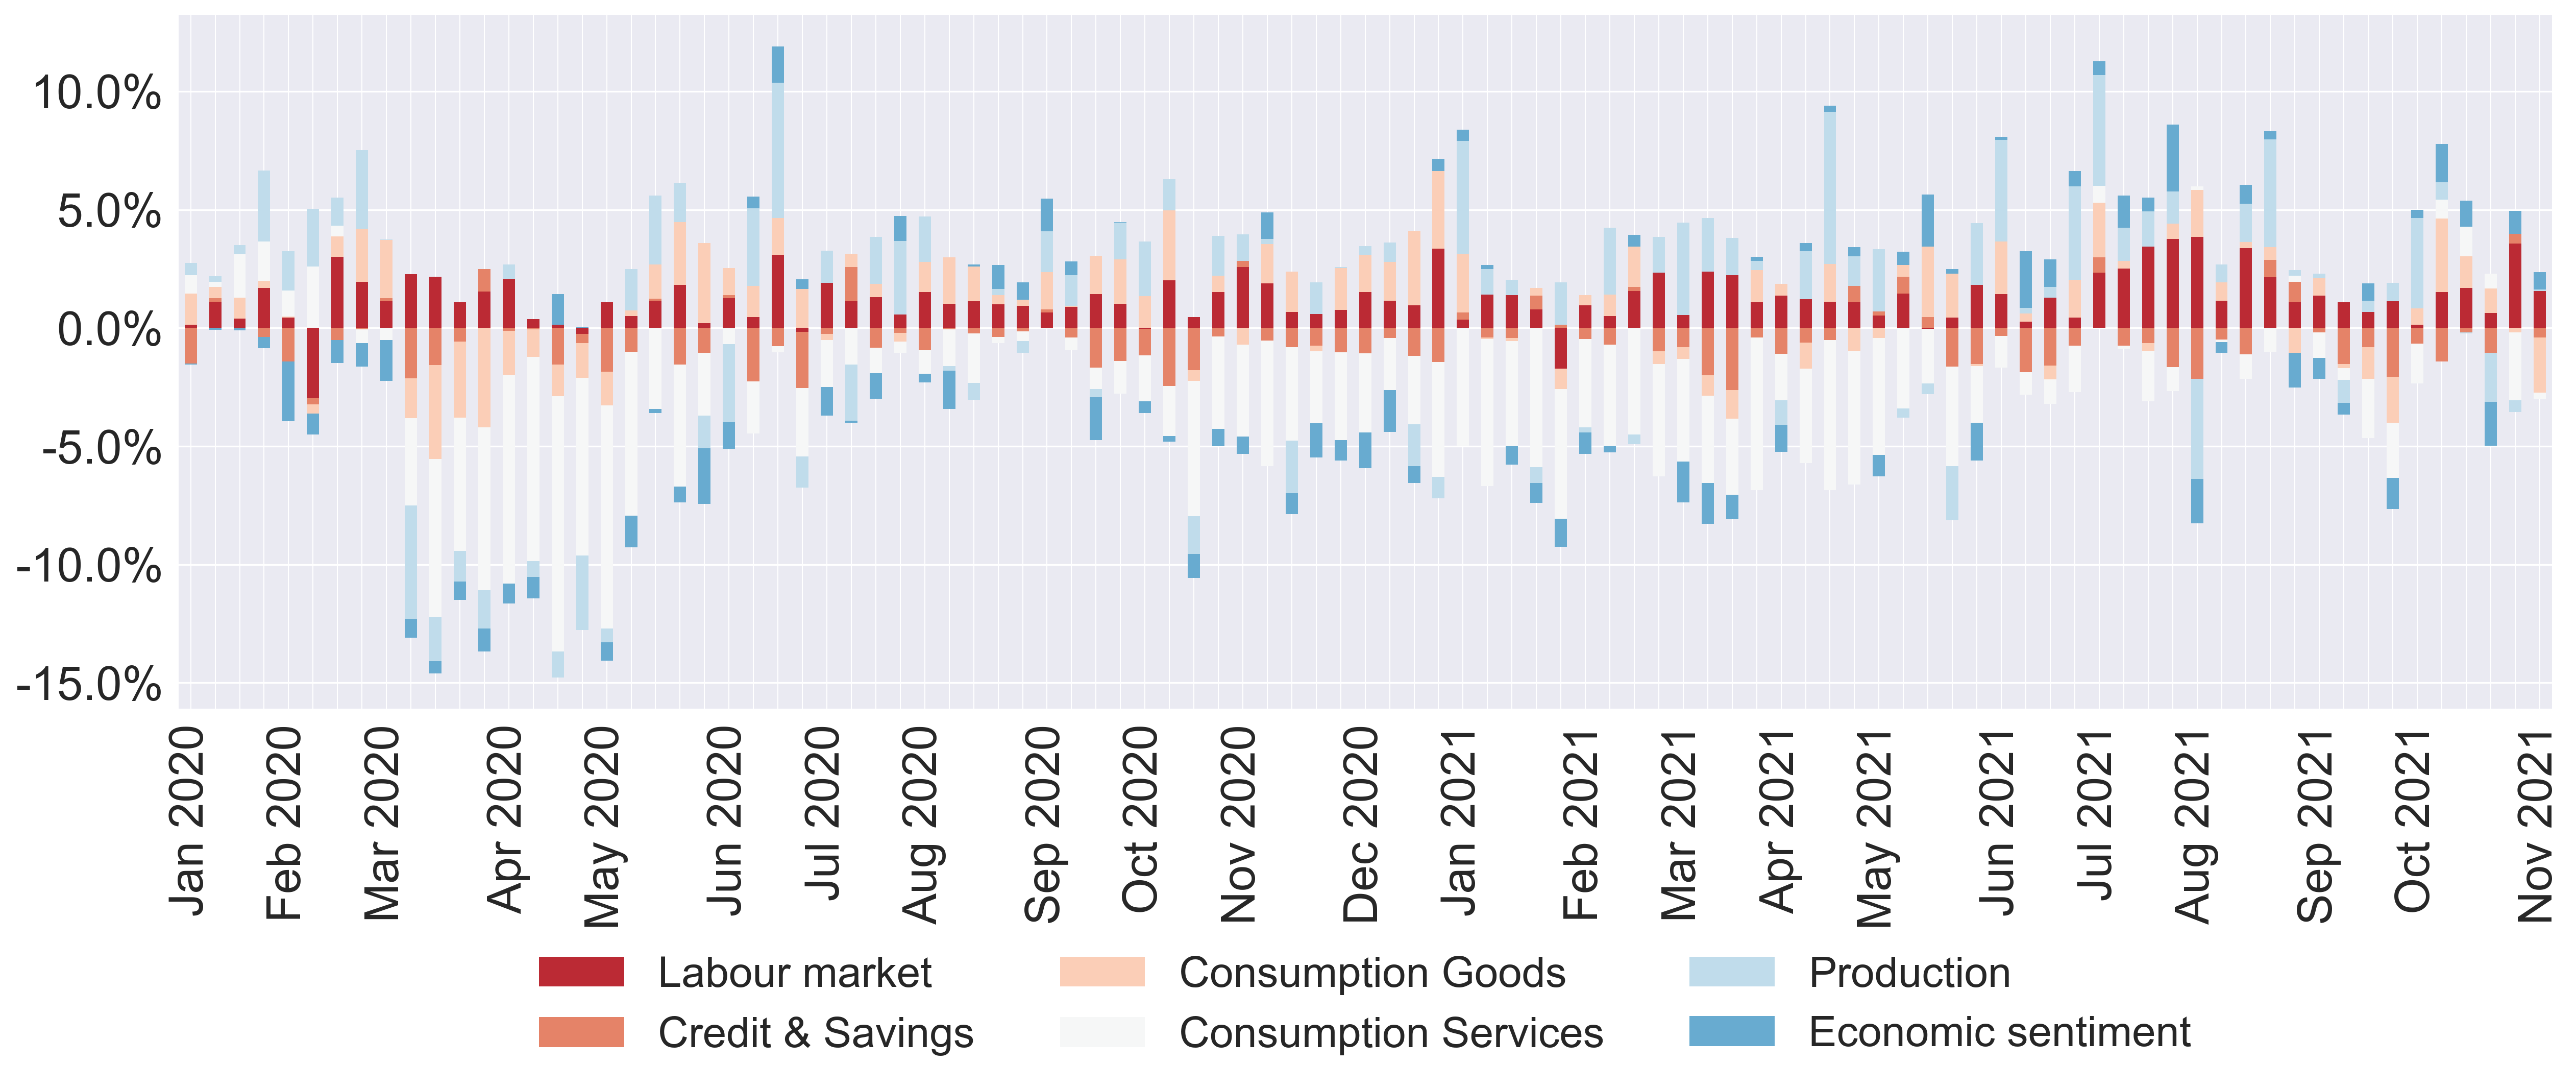 10.0%
5.0%
0.0%
-5.0%
-10.0%
-15.0%
Jan 2020
Feb 2020
Mar 2020
Apr 2020
May 2020
Jun 2020
Jul 2020
Aug 2020
Sep 2020
Oct 2020
Nov 2020
Dec 2020
Jan 2021
Feb 2021
Mar 2021
Apr 2021
May 2021
Jun 2021
Jul 2021
Aug 2021
Sep 2021
Oct 2021
Nov 2021
Labour market
Consumption Goods
Production
Credit & Savings
Consumption Services
Economic sentiment